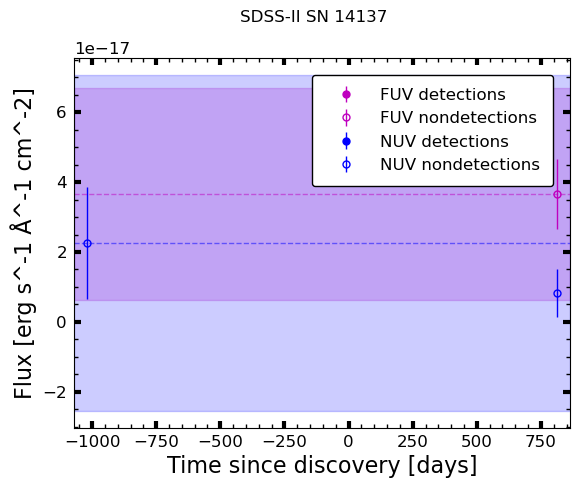 SDSS-II SN 14137
1e−17
FUV detections
FUV nondetections
NUV detections
NUV nondetections
6
4
2
0
−2
Flux [erg s^-1 Å^-1 cm^-2]
−1000 −750 −500 −250 0 250 500 750
Time since discovery [days]